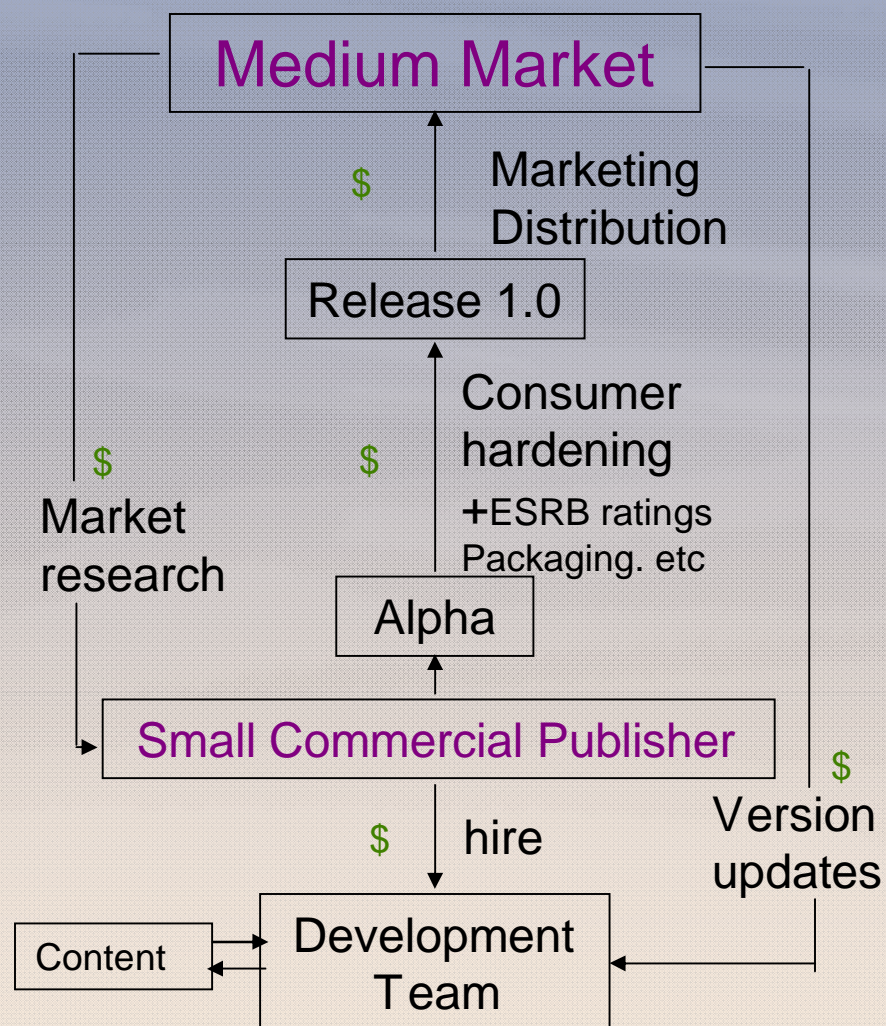 Medium Market
$
Marketing
Distribution
Release 1.0
Consumer
hardening
$
$
+ESRB ratings
Packaging. etc
Market
research
Alpha
Small Commercial Publisher
$
Version
updates
$
hire
Development
Team
Content